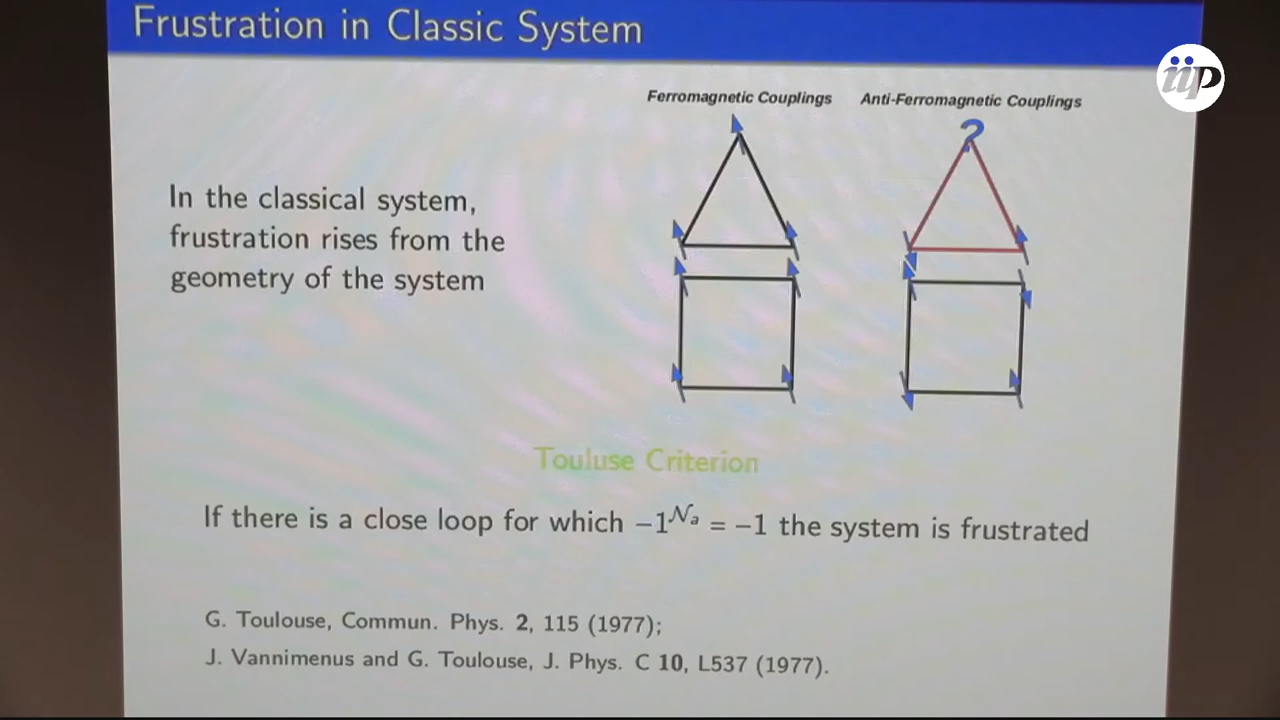 Frustration in Classic System
iip
Ferromagnetic Couplings
Anti-Ferromagnetic Couplings
?
In the classical system,
frustration rises from the
geometry of the system
Touluse Criterion
If there is a close loop for which −1^Na = −1 the system is frustrated
G. Toulouse, Commun. Phys. 2, 115 (1977);
J. Vannimenus and G. Toulouse, J. Phys. C 10, L537 (1977).